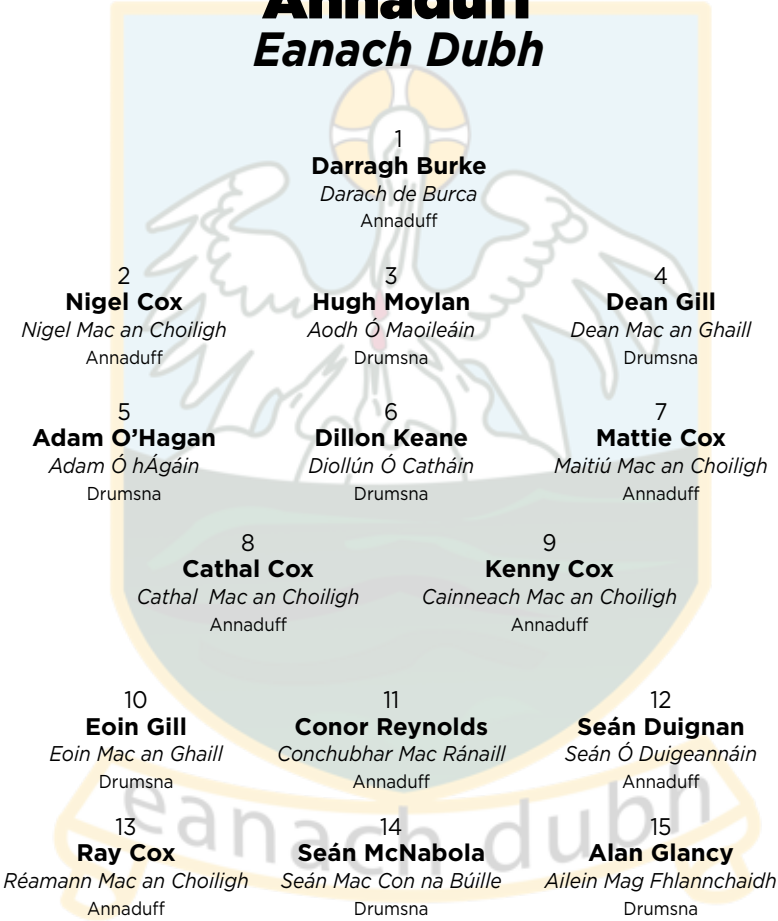 Annaduff
Eanach Dubh
1
Darragh Burke
Darach de Burca
Annaduff
2
Nigel Cox
Nigel Mac an Choiligh
Annaduff
3
Hugh Moylan
Aodh Ó Maoileáin
Drumsna
4
Dean Gill
Dean Mac an Ghaill
Drumsna
5
Adam O’Hagan
Adam Ó hÁgáin
Drumsna
6
Dillon Keane
Diollún Ó Catháin
Drumsna
7
Mattie Cox
Maitiú Mac an Choiligh
Annaduff
8
Cathal Cox
Cathal  Mac an Choiligh
Annaduff
9
Kenny Cox
Cainneach Mac an Choiligh
Annaduff
10
Eoin Gill
Eoin Mac an Ghaill
Drumsna
11
Conor Reynolds
Conchubhar Mac Ránaill
Annaduff
12
Seán Duignan
Seán Ó Duigeannáin
Annaduff
13
Ray Cox
Réamann Mac an Choiligh
Annaduff
14
Seán McNabola
Seán Mac Con na Búille
Drumsna
15
Alan Glancy
Ailein Mag Fhlannchaidh
Drumsna
eanach dubh